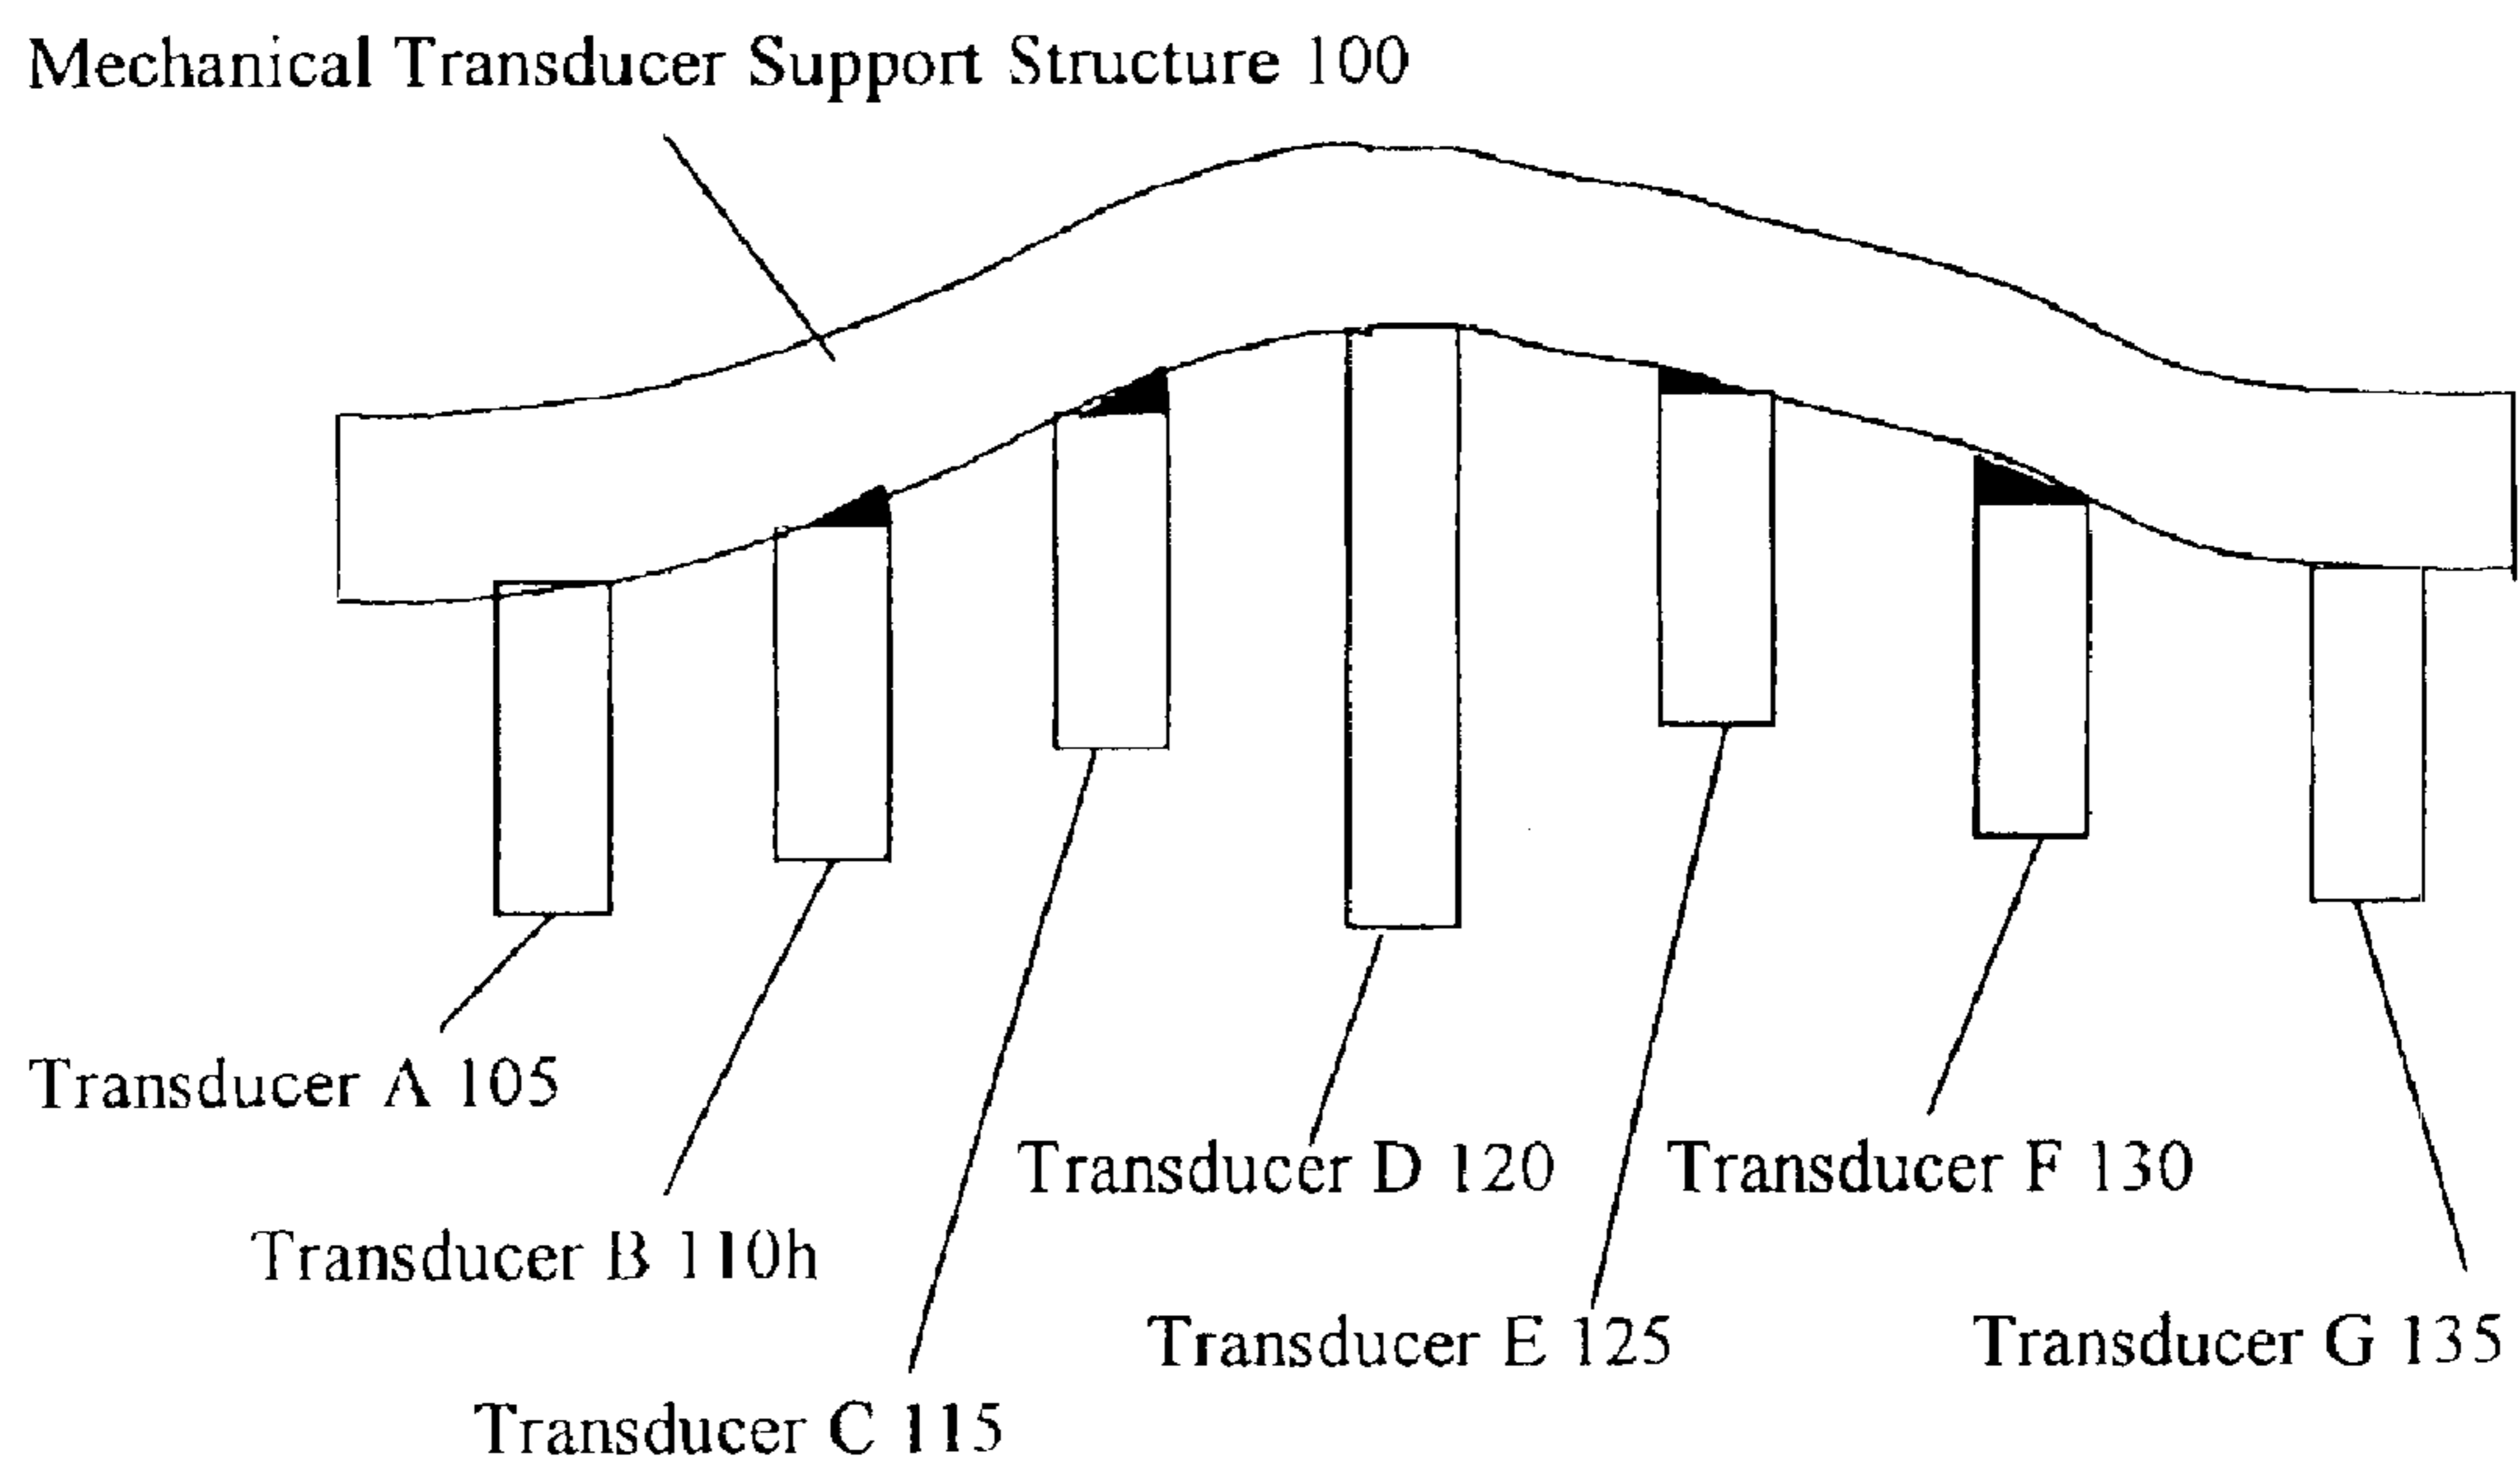 Mechanical Transducer Support Structure 100
Transducer A 105
Transducer D 120
Transducer F 130
Transducer B 110h
Transducer E 125
Transducer G 135
Transducer C 115